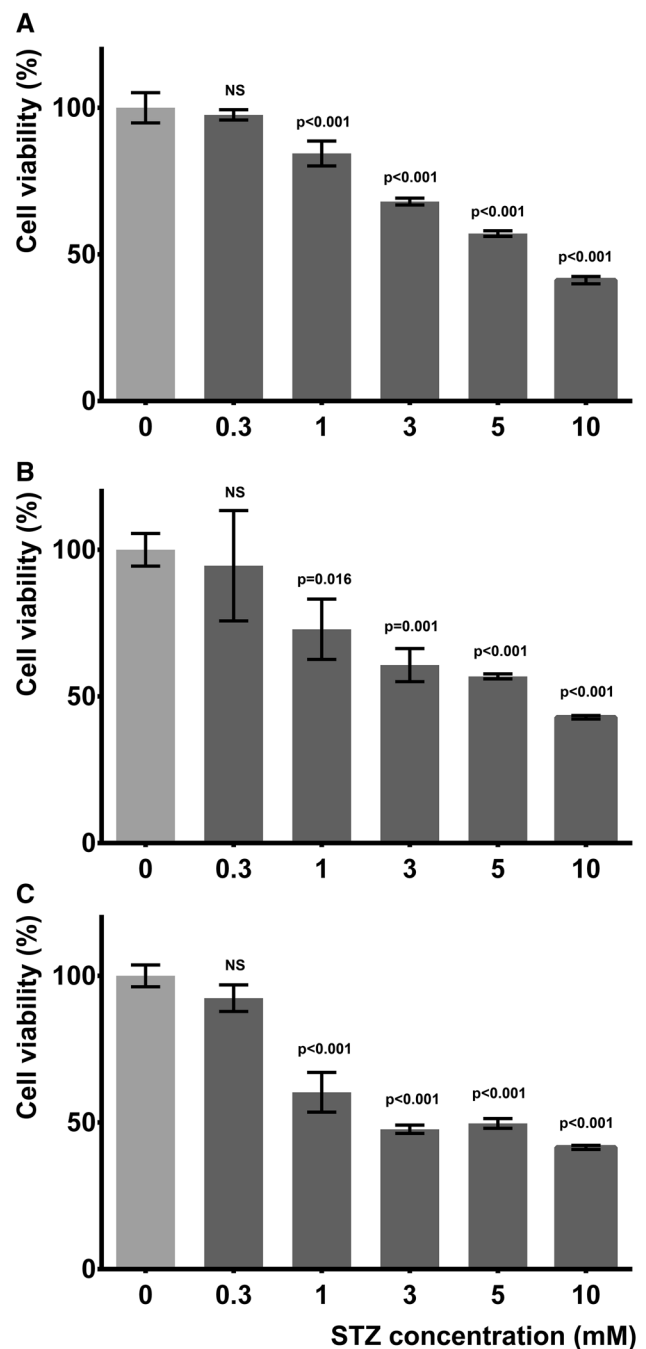 A
Cell viability (%)
100
50
0
NS
p<0.001
p<0.001
p<0.001
p<0.001
0 0.3 1 3 5 10
B
Cell viability (%)
100
50
0
NS
p=0.016
p=0.001
p<0.001
p<0.001
0 0.3 1 3 5 10
C
Cell viability (%)
100
50
0
NS
p<0.001
p<0.001
p<0.001
p<0.001
0 0.3 1 3 5 10
STZ concentration (mM)